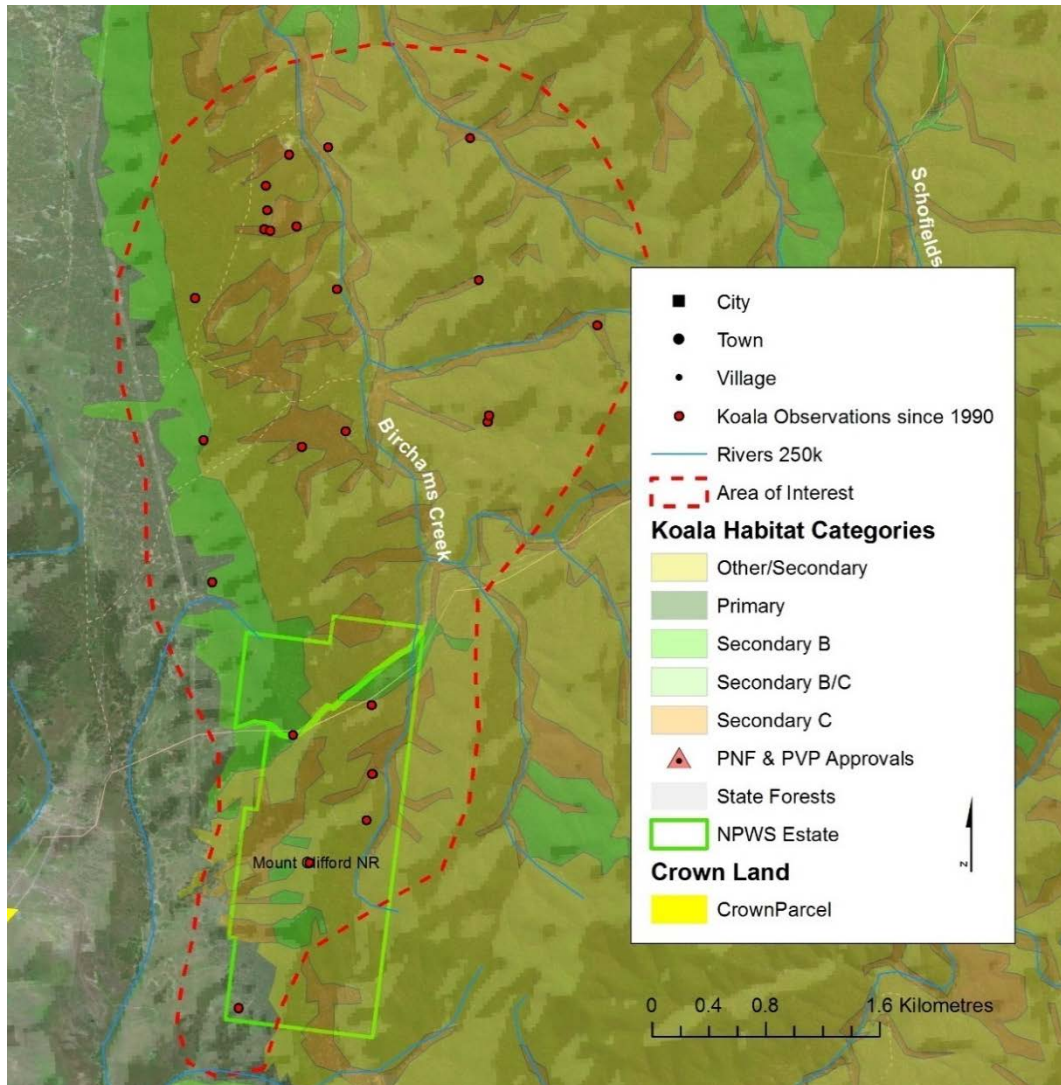 Schofields
Birchams Creek
Mount Clifford NR
City
Town
Village
Koala Observations since 1990
Rivers 250k
Area of Interest
Koala Habitat Categories
Other/Secondary
Primary
Secondary B
Secondary B/C
Secondary C
PNF & PVP Approvals
State Forests
NPWS Estate
Crown Land
CrownParcel
N
0 0.4 0.8 1.6 Kilometres